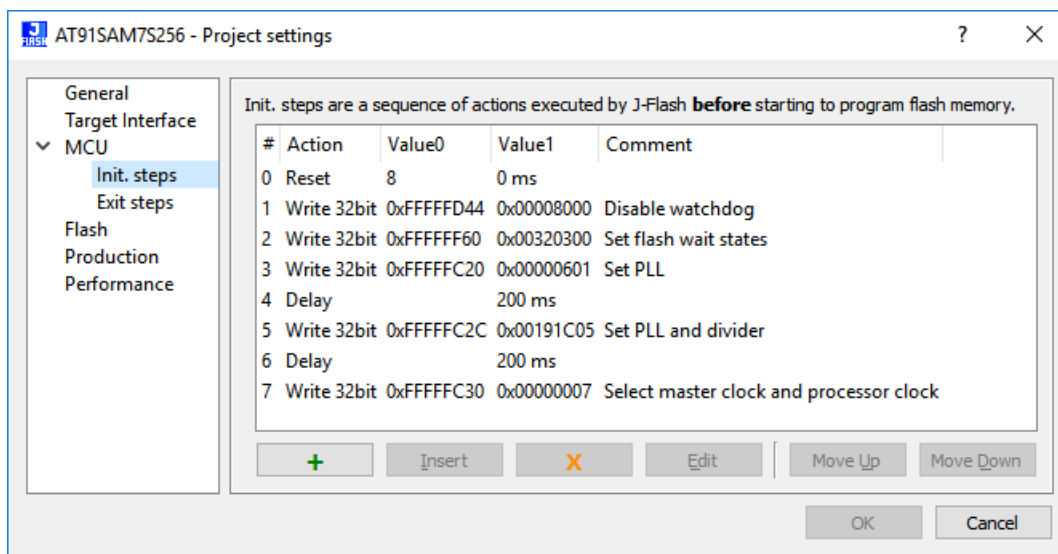 J
FLASH
AT91SAM7S256 - Project settings
?
General
Target Interface
MCU
Init. steps
Exit steps
Flash
Production
Performance
Init. steps are a sequence of actions executed by J-Flash before starting to program flash memory.
# Action Value0 Value1 Comment
0 Reset 8 0 ms
1 Write 32bit 0xFFFFFD44 0x00008000 Disable watchdog
2 Write 32bit 0xFFFFFF60 0x00320300 Set flash wait states
3 Write 32bit 0xFFFFFC20 0x00000601 Set PLL
4 Delay 200 ms
5 Write 32bit 0xFFFFFC2C 0x00191C05 Set PLL and divider
6 Delay 200 ms
7 Write 32bit 0xFFFFFC30 0x00000007 Select master clock and processor clock
+ Insert X Edit Move Up Move Down
OK Cancel